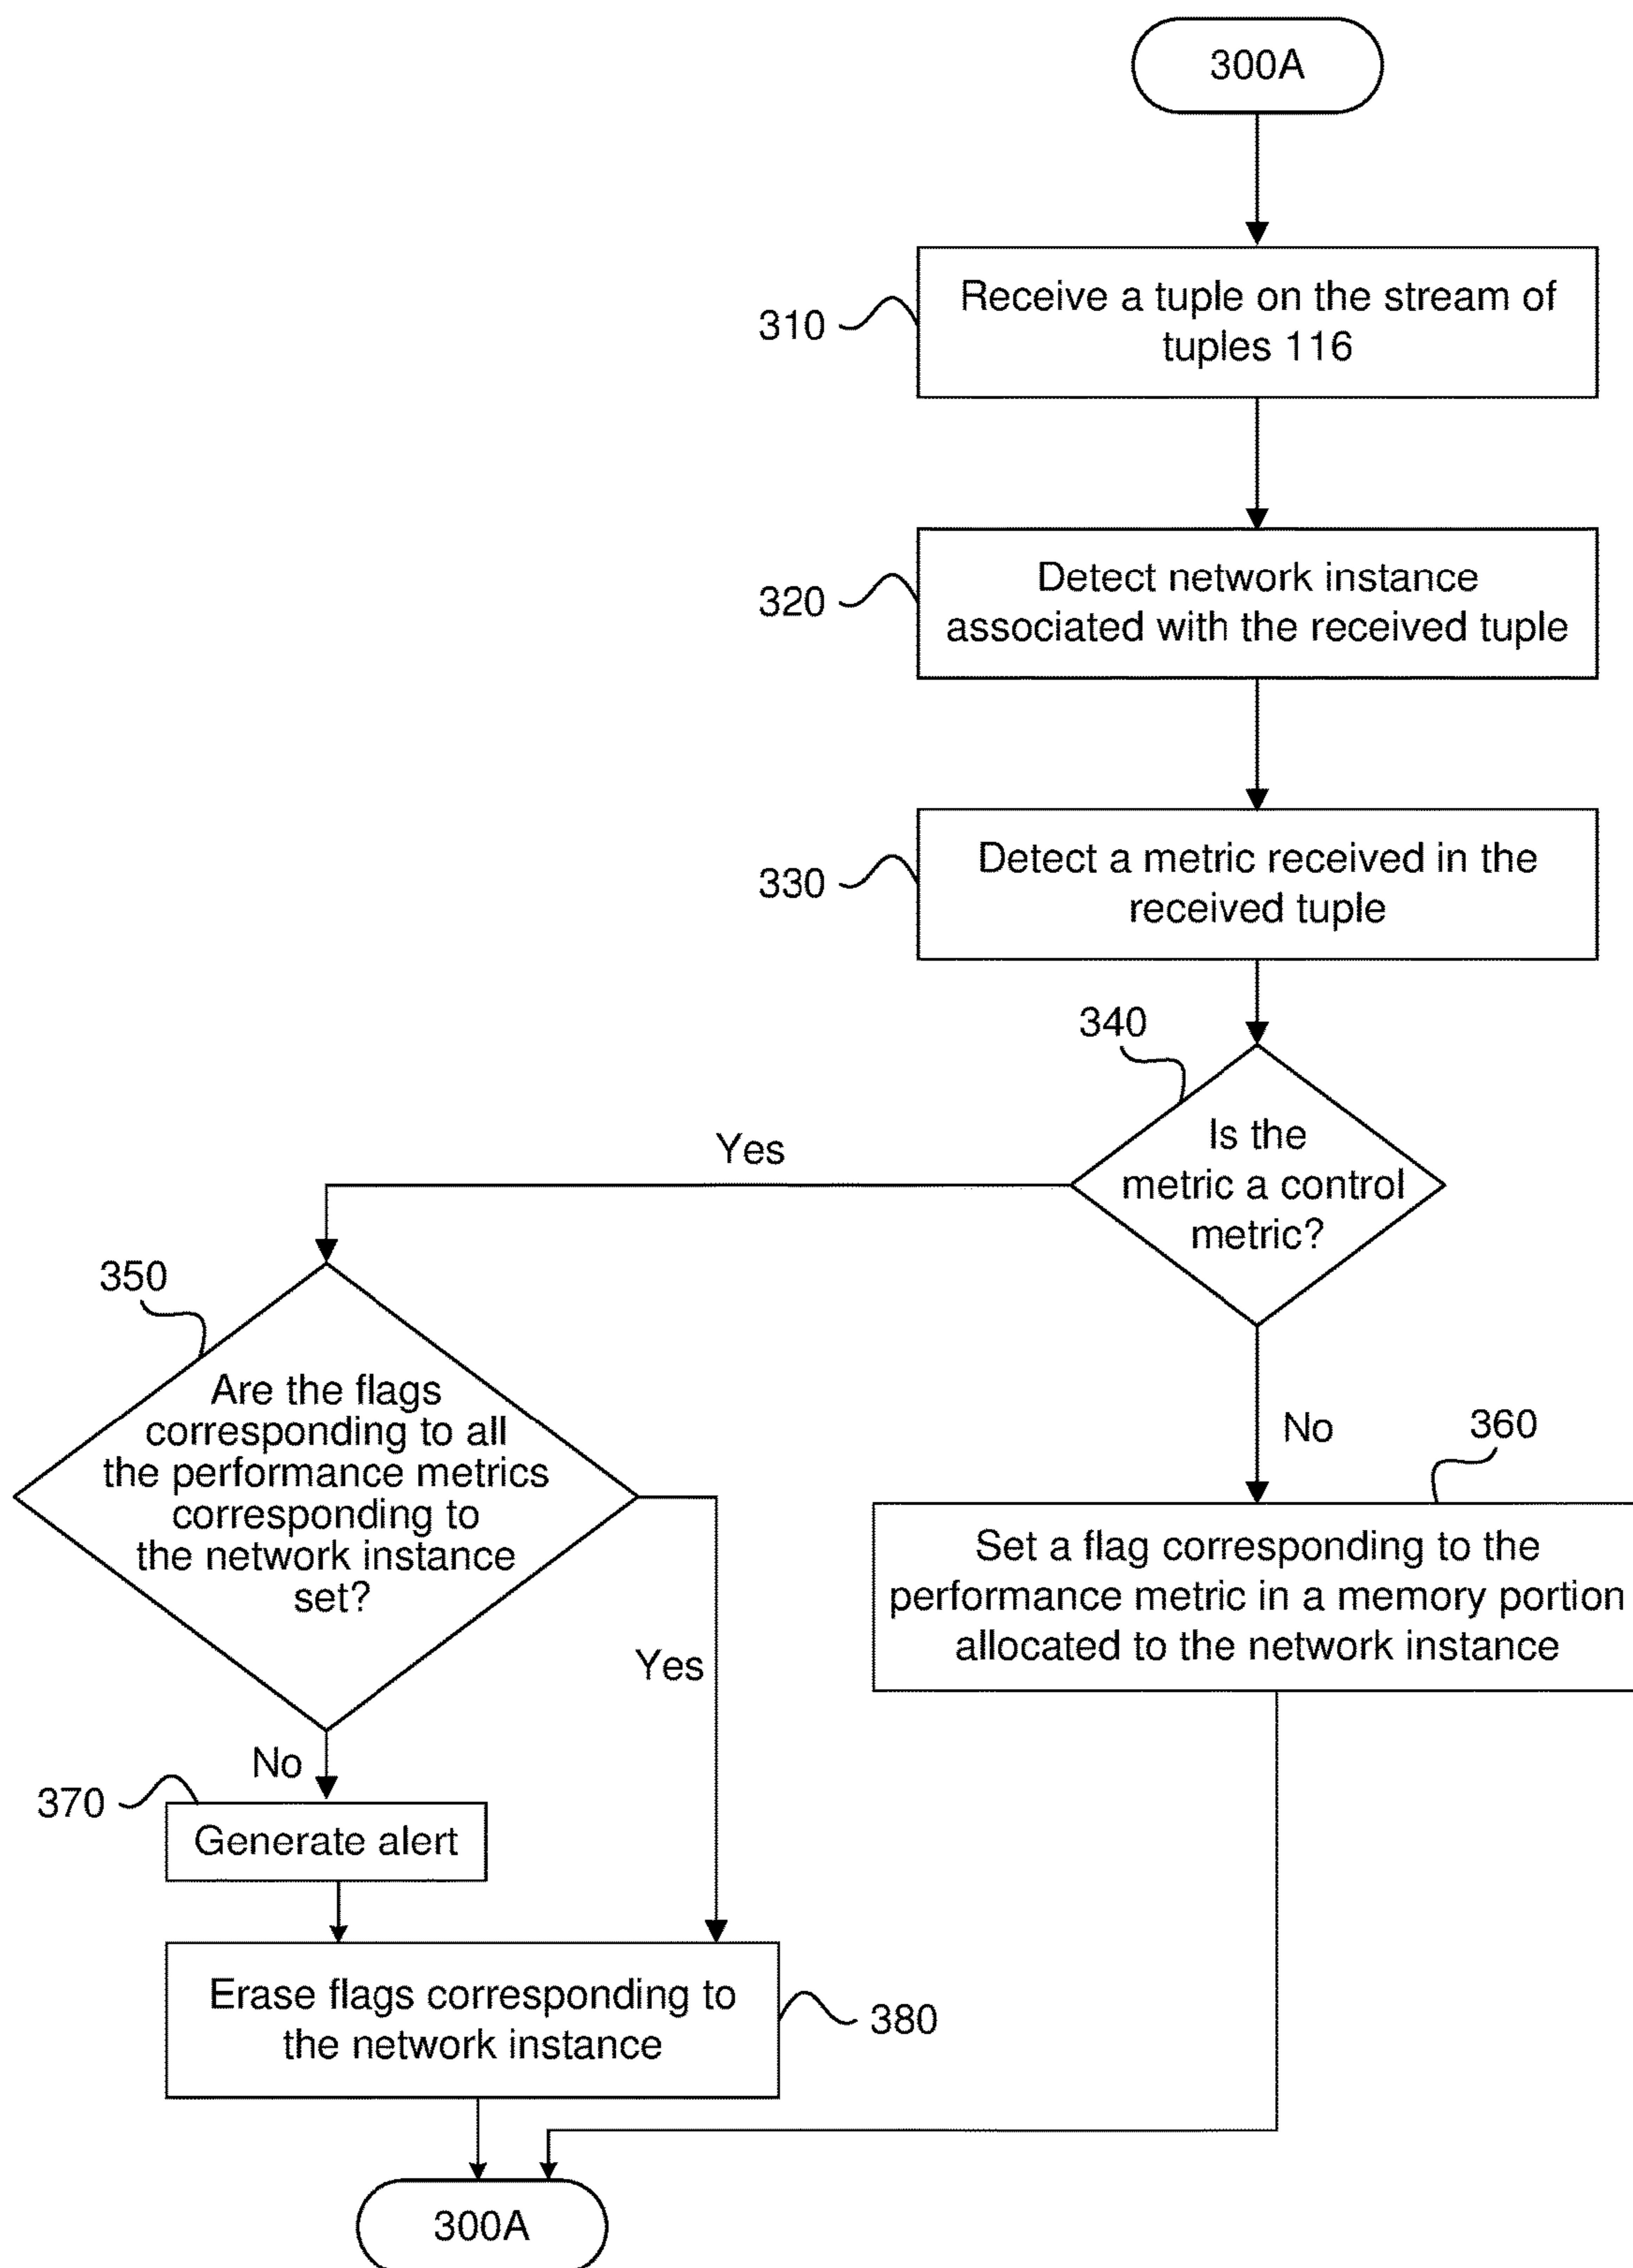 300A
310
Receive a tuple on the stream of
tuples 116
320
Detect network instance
associated with the received tuple
330
Detect a metric received in the
received tuple
340
Is the
metric a control
metric?
Yes
350
Are the flags
corresponding to all
the performance metrics
corresponding to
the network instance
set?
No
360
Set a flag corresponding to the
performance metric in a memory portion
allocated to the network instance
Yes
No
370
Generate alert
Erase flags corresponding to
the network instance
380
300A